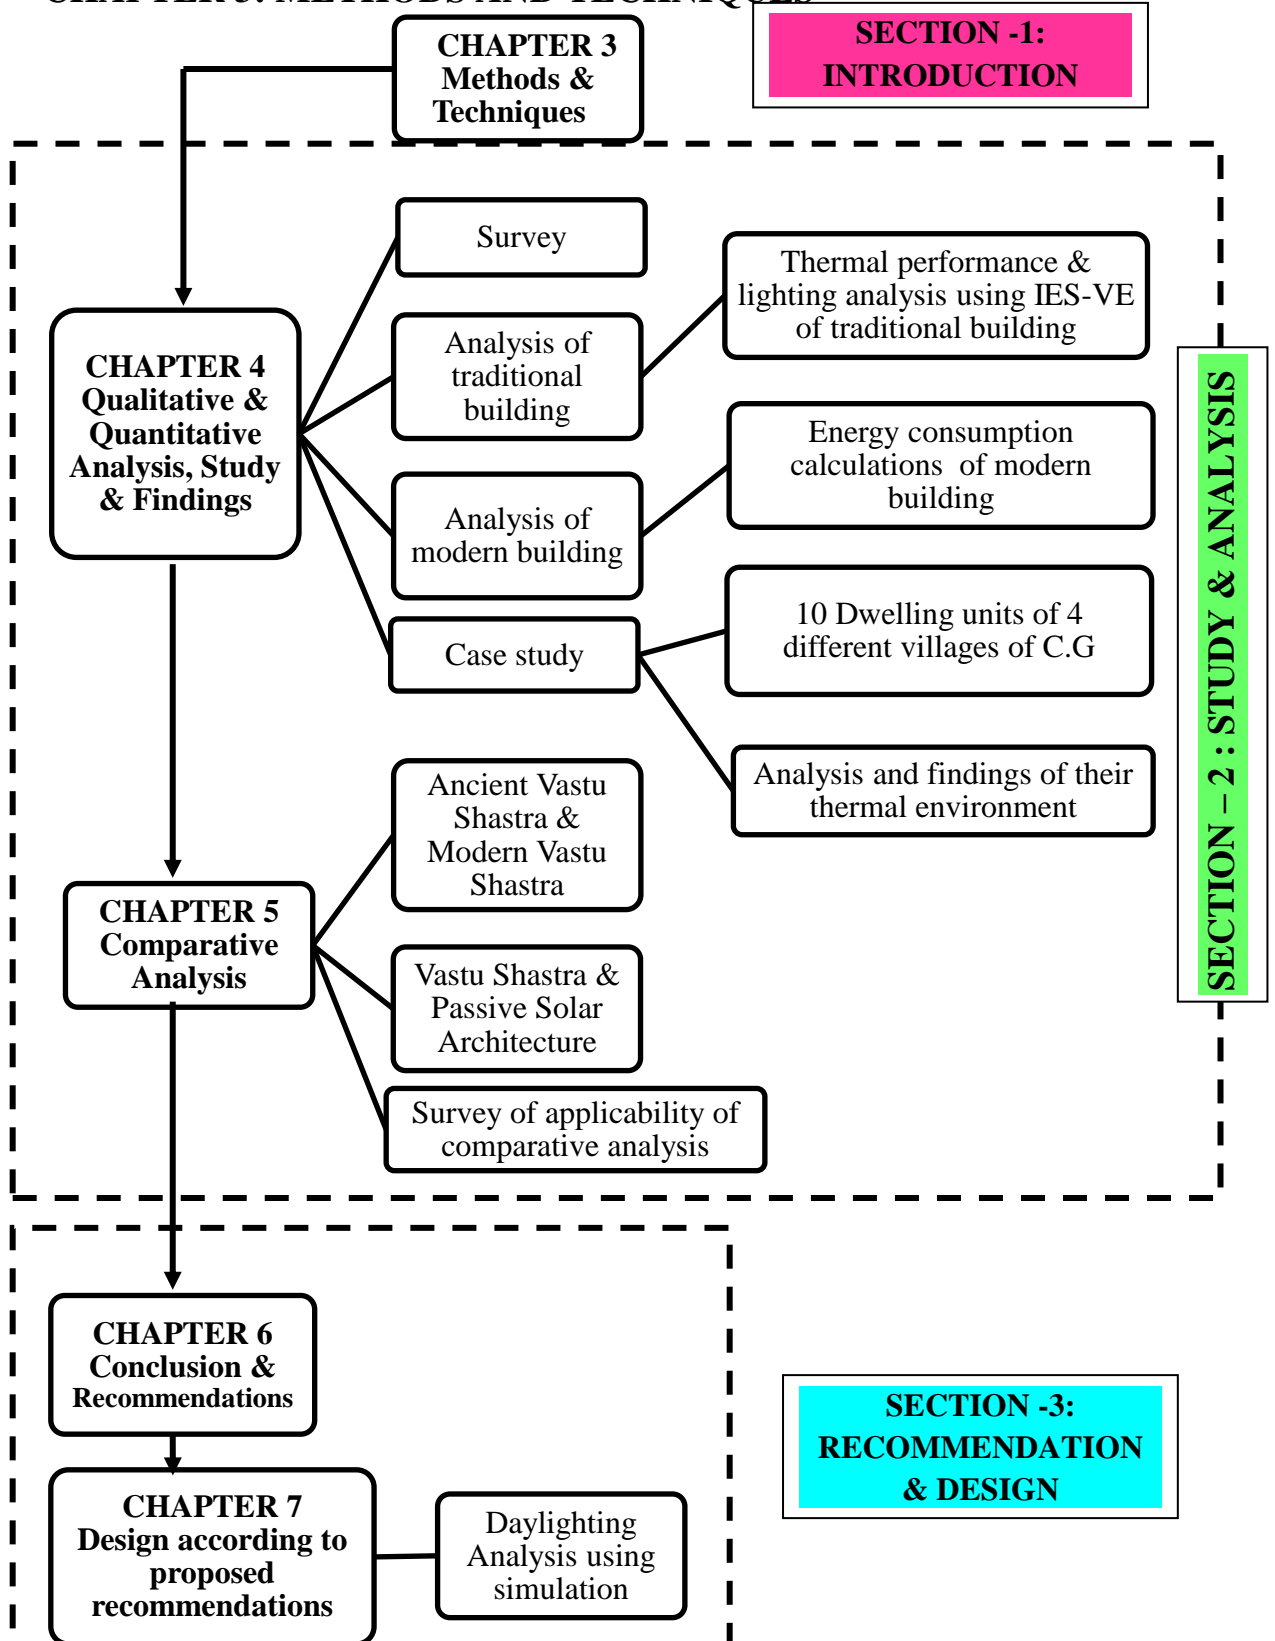 CHAPTER 3: METHODS AND TECHNIQUES
CHAPTER 3
Methods &
Techniques
SECTION -1:
INTRODUCTION
Survey
Thermal performance &
lighting analysis using IES-VE
of traditional building
Analysis of
traditional
building
CHAPTER 4
Qualitative &
Quantitative
Analysis, Study
& Findings
Energy consumption
calculations of modern
building
Analysis of
modern building
10 Dwelling units of 4
different villages of C.G
Case study
Analysis and findings of their
thermal environment
SECTION – 2 : STUDY & ANALYSIS
Ancient Vastu
Shastra &
Modern Vastu
Shastra
CHAPTER 5
Comparative
Analysis
Vastu Shastra &
Passive Solar
Architecture
Survey of applicability of
comparative analysis
CHAPTER 6
Conclusion &
Recommendations
SECTION -3:
RECOMMENDATION
& DESIGN
CHAPTER 7
Design according to
proposed
recommendations
Daylighting
Analysis using
simulation